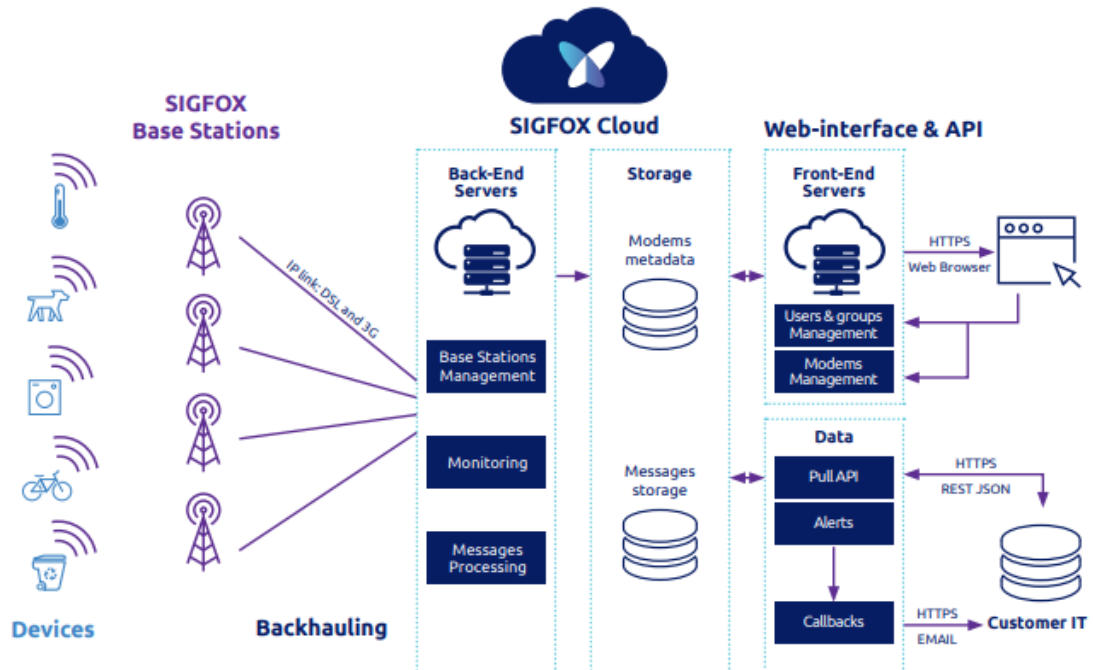 SIGFOX
Base Stations
SIGFOX Cloud
Web-interface & API
Back-End
Servers
Storage
Front-End
Servers
Modems
metadata
HTTPS
Web Browser
IP link: DSL and 3G
Users & groups
Management
Base Stations
Management
Modems
Management
Data
Monitoring
Messages
storage
Pull API
HTTPS
REST JSON
Alerts
Messages
Processing
Callbacks
HTTPS
EMAIL
Customer IT
Devices
Backhauling